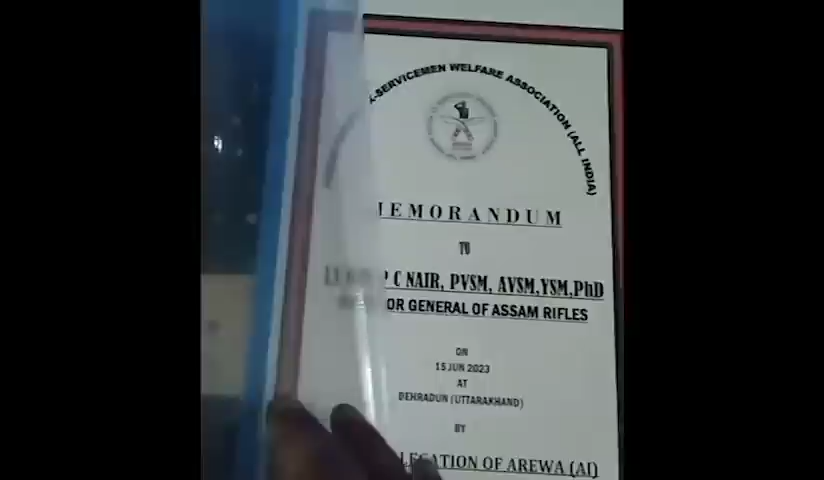 -SERVICEMEN WELFARE ASSOCIATION (ALL INDIA)
MEMORANDUM
TO
P C NAIR, PVSM, AVSM,YSM,PhD
OR GENERAL OF ASSAM RIFLES
ON
15 JUN 2023
AT
DEHRADUN (UTTARAKHAND)
BY
LEGATION OF AREWA (AI)